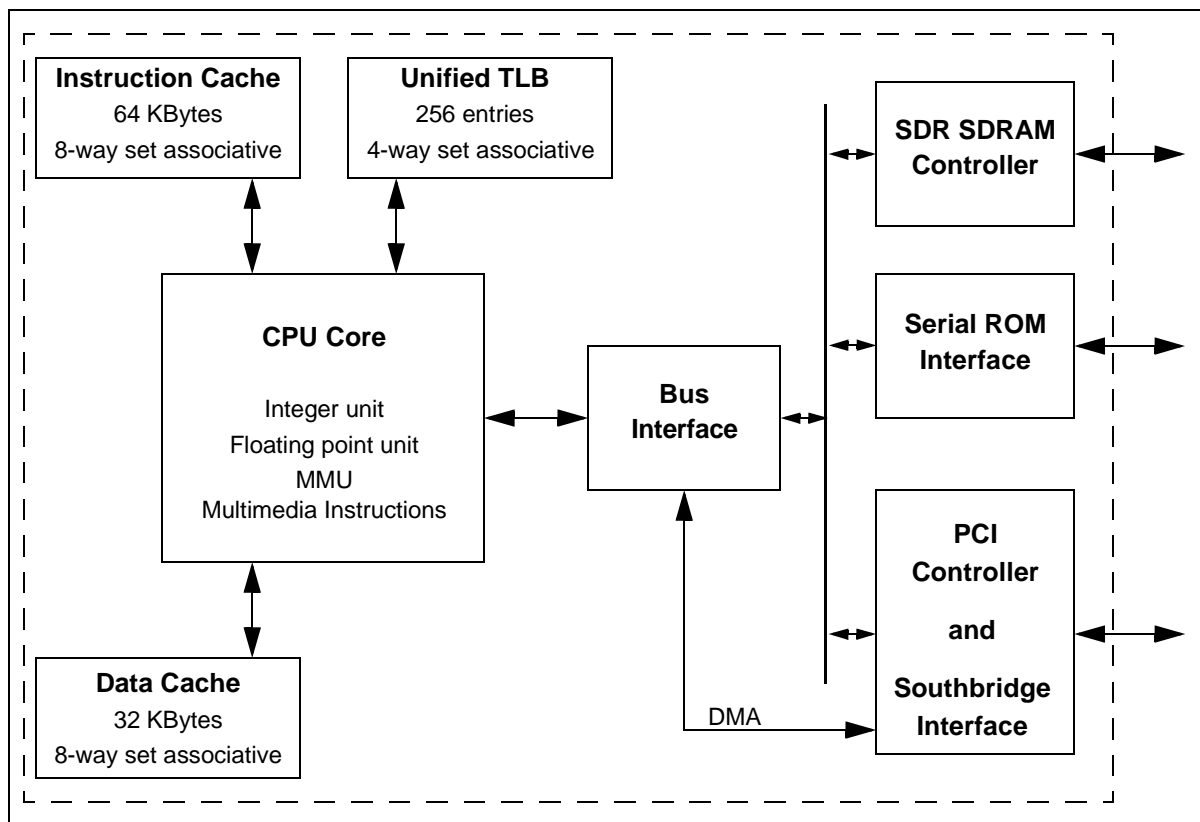 Instruction Cache
64 KBytes
8-way set associative
Unified TLB
256 entries
4-way set associative
SDR SDRAM
Controller
CPU Core
Integer unit
Floating point unit
MMU
Multimedia Instructions
Bus
Interface
Serial ROM
Interface
PCI
Controller
and
Southbridge
Interface
DMA
Data Cache
32 KBytes
8-way set associative